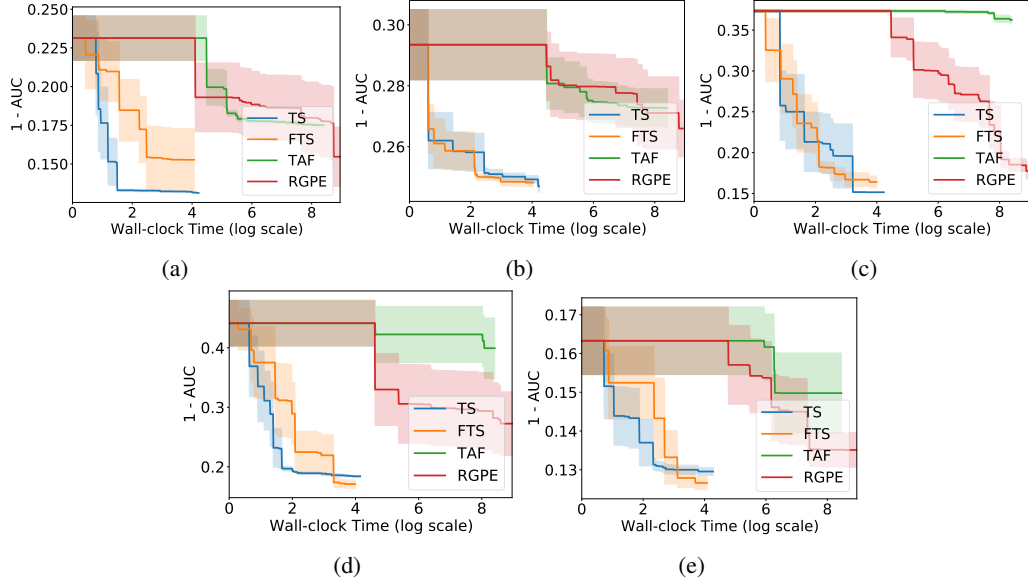 0.250
0.225
0.200
0.175
0.150
1 - AUC
0 2 4 6 8
Wall-clock Time (log scale)
TS
FTS
TAF
RGPE
(a)
0.30
0.28
0.26
1 - AUC
0 2 4 6 8
Wall-clock Time (log scale)
TS
FTS
TAF
RGPE
(b)
0.35
0.30
0.25
0.20
0.15
1 - AUC
0 2 4 6 8
Wall-clock Time (log scale)
TS
FTS
TAF
RGPE
(c)
0.4
0.3
0.2
1 - AUC
0 2 4 6 8
Wall-clock Time (log scale)
TS
FTS
TAF
RGPE
(d)
0.17
0.16
0.15
0.14
0.13
1 - AUC
0 2 4 6 8
Wall-clock Time (log scale)
TS
FTS
TAF
RGPE
(e)